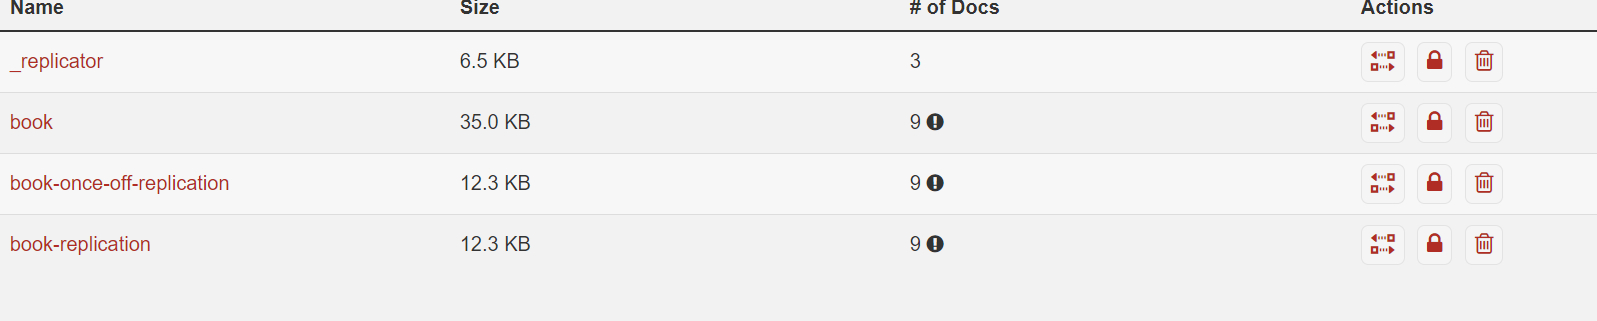 Name Size # of Docs Actions
_replicator 6.5 KB 3
book 35.0 KB 9
book-once-off-replication 12.3 KB 9
book-replication 12.3 KB 9